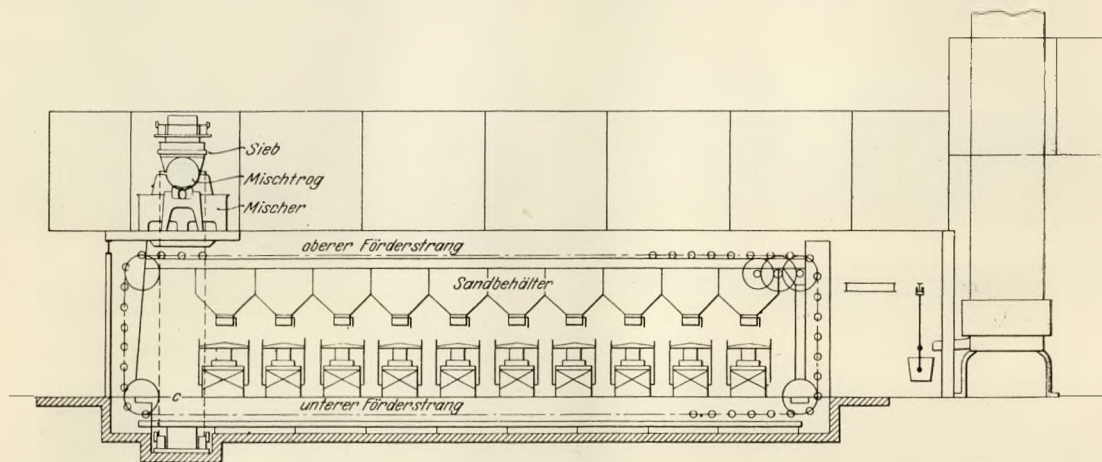 Sieb
Mischtrog
Mischer
oberer Förderstrang
Sandbehälter
c
unterer Förderstrang